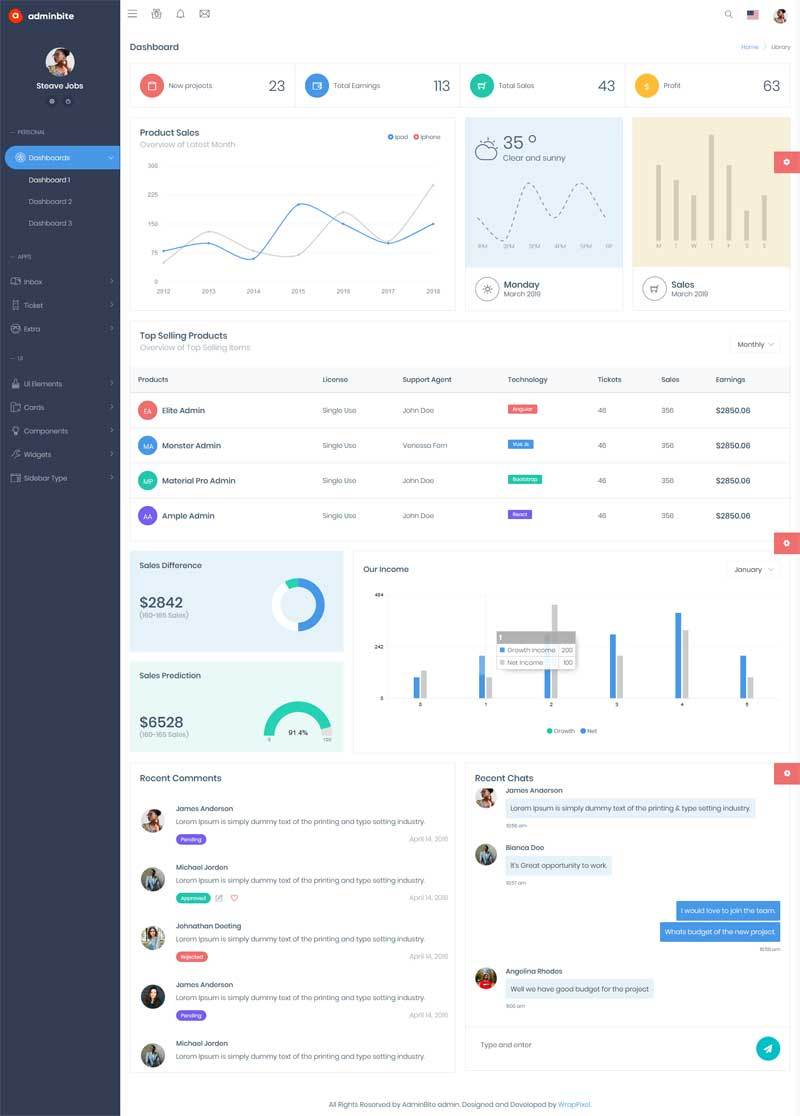 adminbite
Steave Jobs
PERSONAL
Dashboards
Dashboard 1
Dashboard 2
Dashboard 3
APPS
Inbox
Ticket
Extra
UI
UI Elements
Cards
Components
Widgets
Sidebar Type
Dashboard
Home
Library
New projects 23
Total Earnings 113
Total Sales 43
Profit 63
Product Sales
Overview of Latest Month
Ipad Iphone
300
225
150
75
0
2012 2013 2014 2015 2016 2017 2018
35 °
Clear and sunny
2PM 3PM 4PM 5PM
Monday
March 2019
M T W T F S S
Sales
March 2019
Top Selling Products
Overview of Top Selling Items
Monthly
Products License Support Agent Technology Tickets Sales Earnings
EA Elite Admin Single Use John Doe Angular 46 356 $2850.06
MA Monster Admin Single Use Venessa Fern Vue Js 46 356 $2850.06
MP Material Pro Admin Single Use John Doe Bootstrap 46 356 $2850.06
AA Ample Admin Single Use John Doe React 46 356 $2850.06
Sales Difference
$2842
(160-165 Sales)
Sales Prediction
$6528
(160-165 Sales)
91.4%
0 100
Our Income
January
484
242
0
1
Growth Income 200
Net Income 100
0 1 2 3 4 5
Growth Net
Recent Comments
James Anderson
Lorem Ipsum is simply dummy text of the printing and type setting industry.
Pending April 14, 2016
Michael Jorden
Lorem Ipsum is simply dummy text of the printing and type setting industry.
Approved
April 14, 2016
Johnathan Doeting
Lorem Ipsum is simply dummy text of the printing and type setting industry.
Rejected April 14, 2016
James Anderson
Lorem Ipsum is simply dummy text of the printing and type setting industry.
Pending April 14, 2016
Michael Jorden
Lorem Ipsum is simply dummy text of the printing and type setting industry.
Recent Chats
James Anderson
Lorem Ipsum is simply dummy text of the printing & type setting industry.
10:56 am
Bianca Doe
It's Great opportunity to work.
10:57 am
I would love to join the team.
Whats budget of the new project.
10:59 am
Angelina Rhodes
Well we have good budget for the project
11:00 am
Type and enter
All Rights Reserved by AdminBite admin. Designed and Developed by WrapPixel.